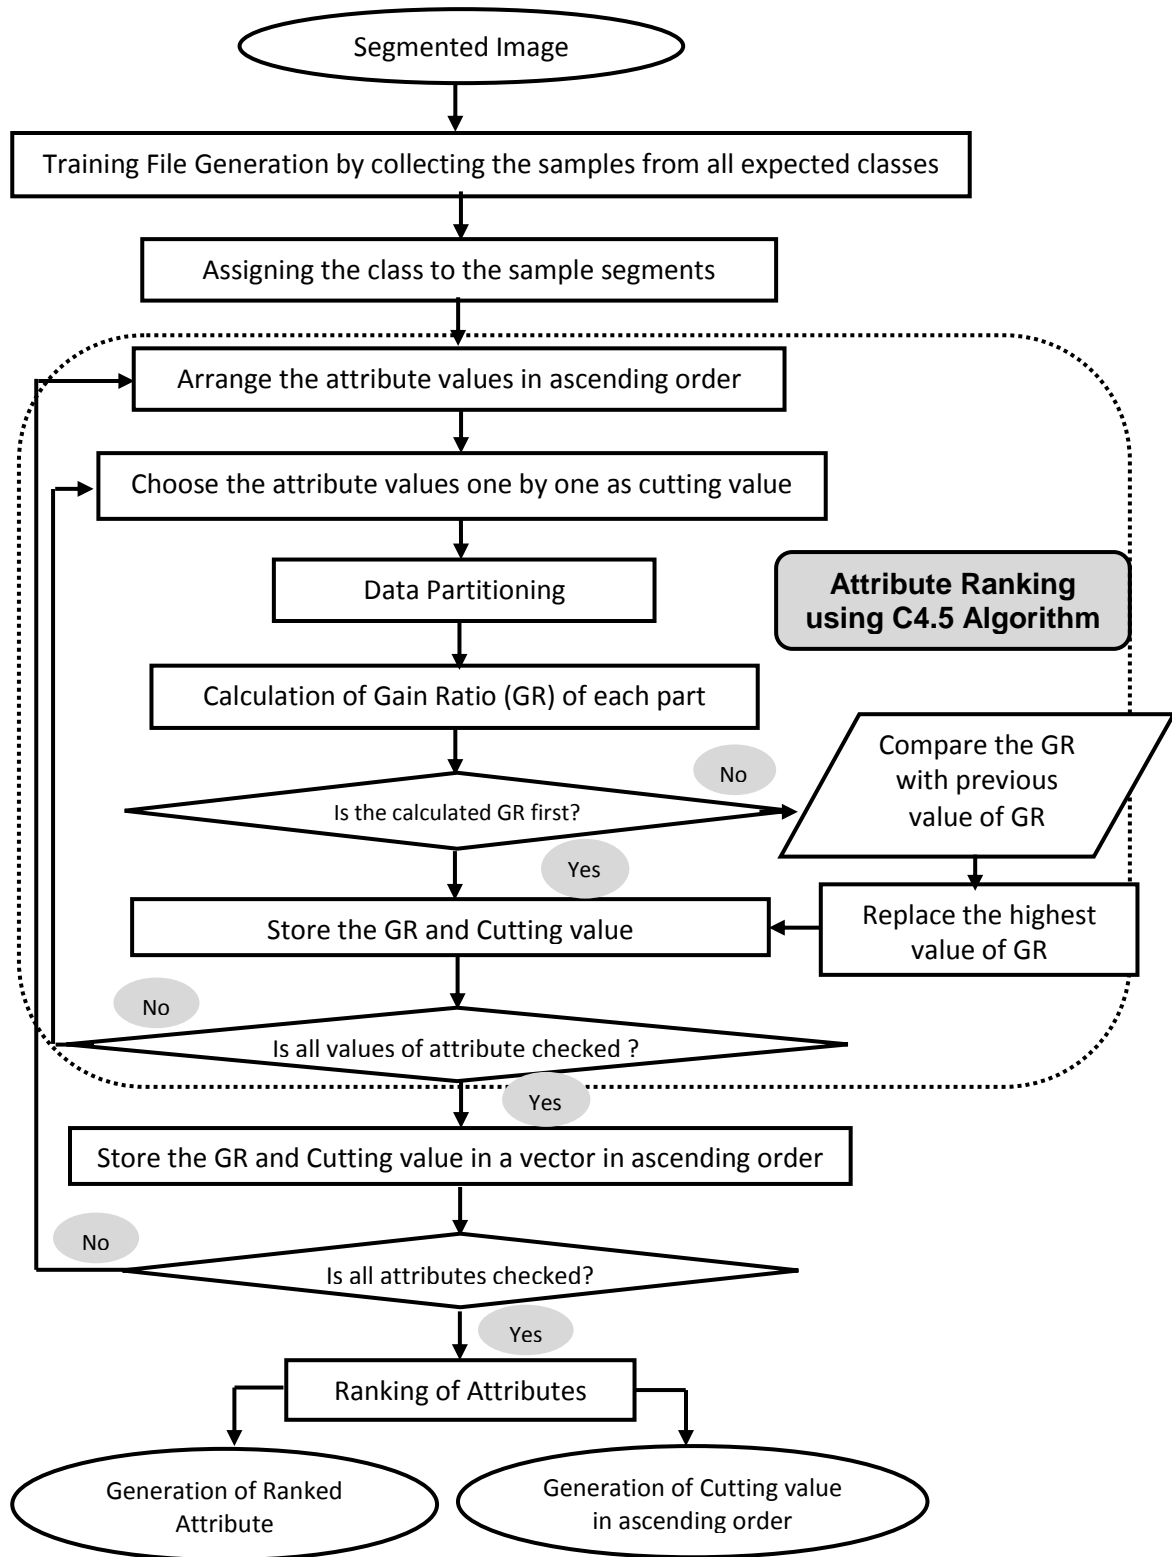 Segmented Image
Training File Generation by collecting the samples from all expected classes
Assigning the class to the sample segments
Arrange the attribute values in ascending order
Choose the attribute values one by one as cutting value
Data Partitioning
Attribute Ranking
using C4.5 Algorithm
Calculation of Gain Ratio (GR) of each part
No
Compare the GR
with previous
value of GR
Is the calculated GR first?
Yes
Store the GR and Cutting value
Replace the highest
value of GR
No
Is all values of attribute checked ?
Yes
Store the GR and Cutting value in a vector in ascending order
No
Is all attributes checked?
Yes
Ranking of Attributes
Generation of Ranked
Attribute
Generation of Cutting value
in ascending order